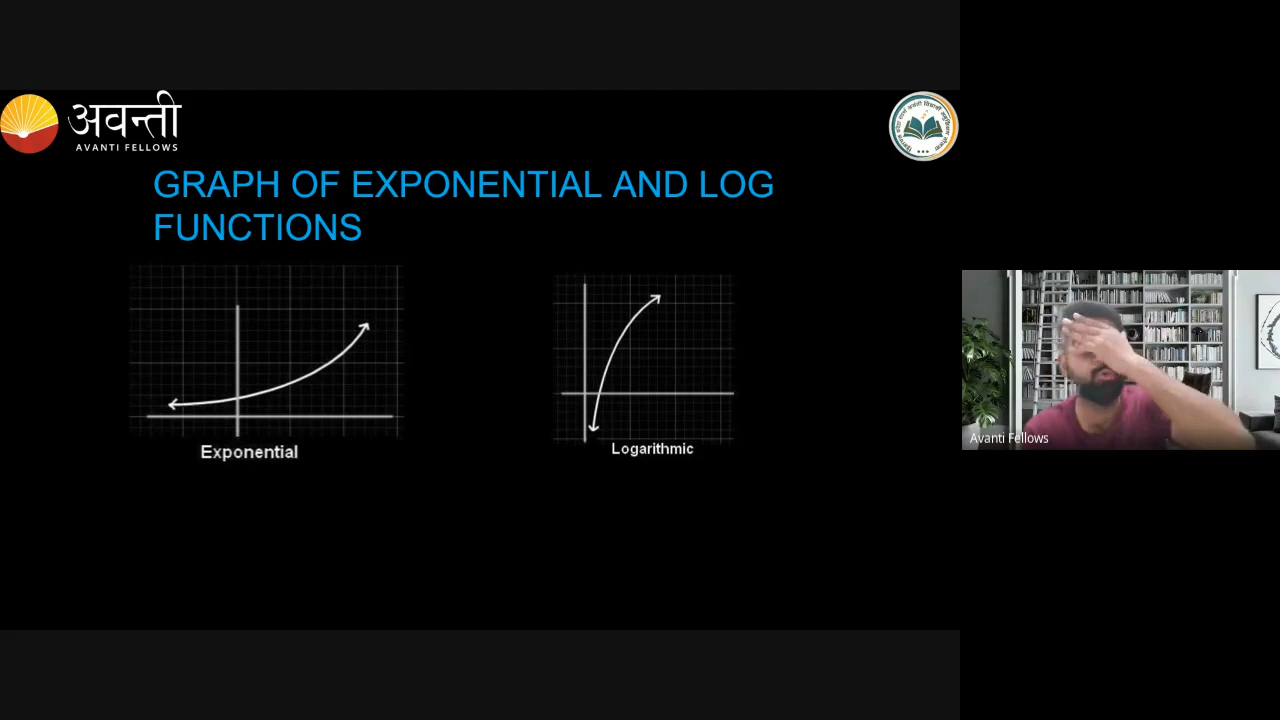 अवन्ती
AVANTI FELLOWS
GRAPH OF EXPONENTIAL AND LOG
FUNCTIONS
Exponential
Logarithmic
Avanti Fellows